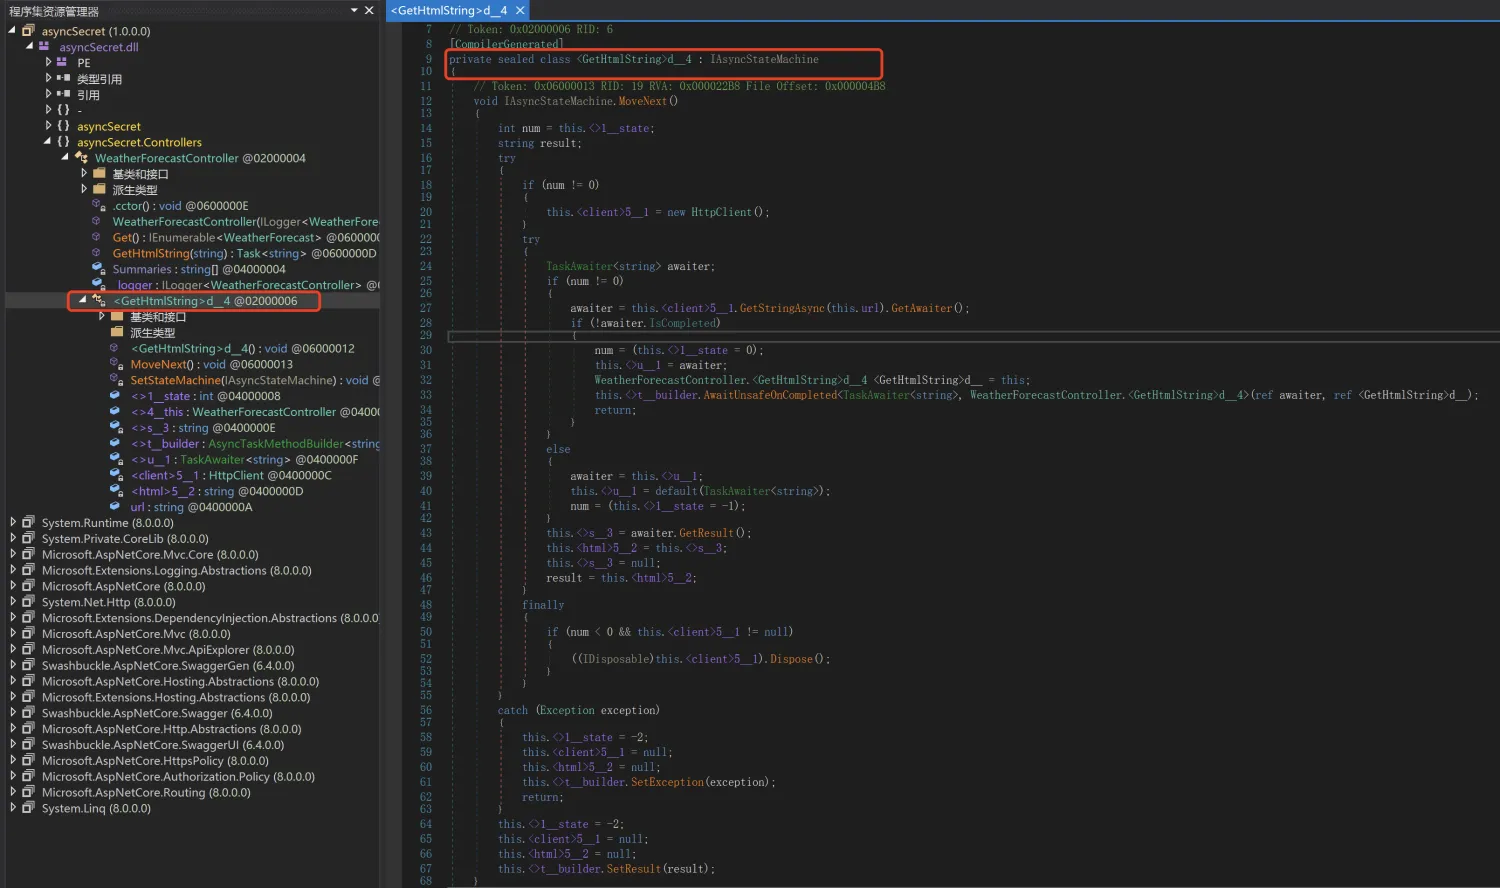 程序集资源管理器
asyncSecret (1.0.0.0)
asyncSecret.dll
PE
类型引用
引用
{ } -
{ } asyncSecret
{ } asyncSecret.Controllers
WeatherForecastController @02000004
基类和接口
派生类型
.cctor() : void @0600000E
WeatherForecastController(ILogger<WeatherFore
Get() : IEnumerable<WeatherForecast> @060000
GetHtmlString(string) : Task<string> @0600000D
Summaries : string[] @04000004
_logger : ILogger<WeatherForecastController> @0
<GetHtmlString>d__4 @02000006
基类和接口
派生类型
<GetHtmlString>d__4() : void @06000012
MoveNext() : void @06000013
SetStateMachine(IAsyncStateMachine) : void @
<>1__state : int @04000008
<>4__this : WeatherForecastController @0400
<>s__3 : string @0400000E
<>t__builder : AsyncTaskMethodBuilder<string
<>u__1 : TaskAwaiter<string> @0400000F
<client>5__1 : HttpClient @0400000C
<html>5__2 : string @0400000D
url : string @0400000A
System.Runtime (8.0.0.0)
System.Private.CoreLib (8.0.0.0)
Microsoft.AspNetCore.Mvc.Core (8.0.0.0)
Microsoft.Extensions.Logging.Abstractions (8.0.0.0)
Microsoft.AspNetCore (8.0.0.0)
System.Net.Http (8.0.0.0)
Microsoft.Extensions.DependencyInjection.Abstractions (8.0.0.0)
Microsoft.AspNetCore.Mvc (8.0.0.0)
Microsoft.AspNetCore.Mvc.ApiExplorer (8.0.0.0)
Swashbuckle.AspNetCore.SwaggerGen (6.4.0.0)
Microsoft.AspNetCore.Hosting.Abstractions (8.0.0.0)
Microsoft.Extensions.Hosting.Abstractions (8.0.0.0)
Swashbuckle.AspNetCore.Swagger (6.4.0.0)
Microsoft.AspNetCore.Http.Abstractions (8.0.0.0)
Swashbuckle.AspNetCore.SwaggerUI (6.4.0.0)
Microsoft.AspNetCore.HttpsPolicy (8.0.0.0)
Microsoft.AspNetCore.Authorization.Policy (8.0.0.0)
Microsoft.AspNetCore.Routing (8.0.0.0)
System.Linq (8.0.0.0)
<GetHtmlString>d__4
7 // Token: 0x02000006 RID: 6
8 [CompilerGenerated]
9 private sealed class <GetHtmlString>d__4 : IAsyncStateMachine
10 {
11 // Token: 0x06000013 RID: 19 RVA: 0x000022B8 File Offset: 0x000004B8
12 void IAsyncStateMachine.MoveNext()
13 {
14 int num = this.<>1__state;
15 string result;
16 try
17 {
18 if (num != 0)
19 {
20 this.<client>5__1 = new HttpClient();
21 }
22 try
23 {
24 TaskAwaiter<string> awaiter;
25 if (num != 0)
26 {
27 awaiter = this.<client>5__1.GetStringAsync(this.url).GetAwaiter();
28 if (!awaiter.IsCompleted)
29 {
30 num = (this.<>1__state = 0);
31 this.<>u__1 = awaiter;
32 WeatherForecastController.<GetHtmlString>d__4 <GetHtmlString>d__ = this;
33 this.<>t__builder.AwaitUnsafeOnCompleted<TaskAwaiter<string>, WeatherForecastController.<GetHtmlString>d__4>(ref awaiter, ref <GetHtmlString>d__);
34 return;
35 }
36 }
37 else
38 {
39 awaiter = this.<>u__1;
40 this.<>u__1 = default(TaskAwaiter<string>);
41 num = (this.<>1__state = -1);
42 }
43 this.<>s__3 = awaiter.GetResult();
44 this.<html>5__2 = this.<>s__3;
45 this.<>s__3 = null;
46 result = this.<html>5__2;
47 }
48 finally
49 {
50 if (num < 0 && this.<client>5__1 != null)
51 {
52 ((IDisposable)this.<client>5__1).Dispose();
53 }
54 }
55 }
56 catch (Exception exception)
57 {
58 this.<>1__state = -2;
59 this.<client>5__1 = null;
60 this.<html>5__2 = null;
61 this.<>t__builder.SetException(exception);
62 return;
63 }
64 this.<>1__state = -2;
65 this.<client>5__1 = null;
66 this.<html>5__2 = null;
67 this.<>t__builder.SetResult(result);
68 }